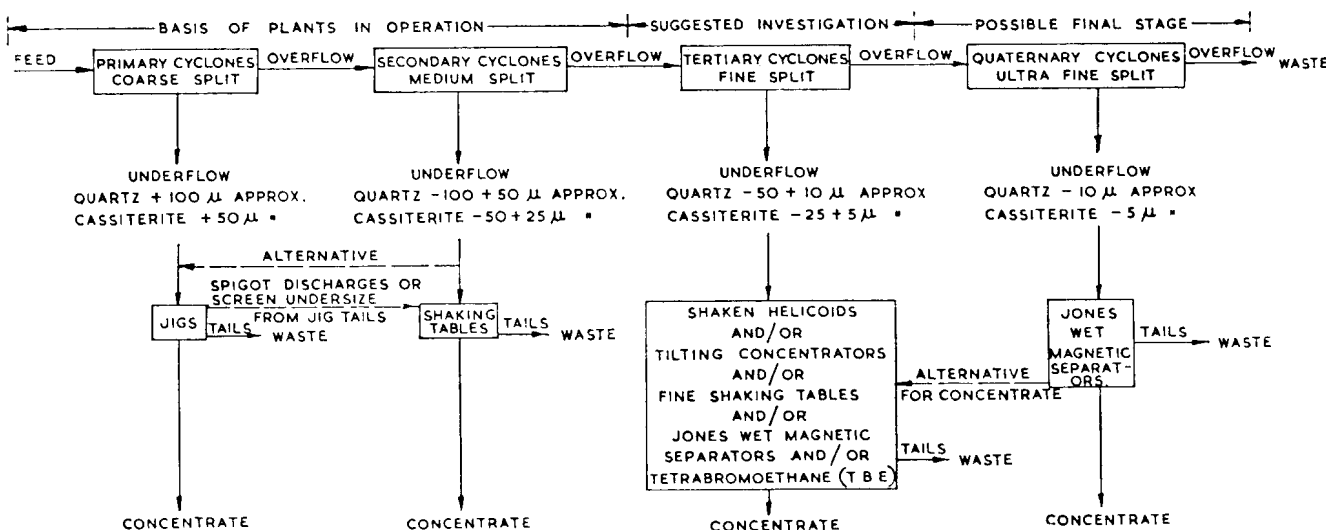 BASIS OF PLANTS IN OPERATION
SUGGESTED INVESTIGATION
POSSIBLE FINAL STAGE
FEED
PRIMARY CYCLONES
COARSE SPLIT
OVERFLOW
SECONDARY CYCLONES
MEDIUM SPLIT
OVERFLOW
TERTIARY CYCLONES
FINE SPLIT
OVERFLOW
QUATERNARY CYCLONES
ULTRA FINE SPLIT
OVERFLOW
WASTE
UNDERFLOW
QUARTZ + 100 μ APPROX.
CASSITERITE + 50 μ "
UNDERFLOW
QUARTZ -100 + 50 μ APPROX.
CASSITERITE -50 + 25 μ "
UNDERFLOW
QUARTZ -50 + 10 μ APPROX.
CASSITERITE -25 + 5 μ "
UNDERFLOW
QUARTZ - 10 μ APPROX
CASSITERITE - 5 μ "
ALTERNATIVE
SPIGOT DISCHARGES OR
SCREEN UNDERSIZE
FROM JIG TAILS
JIGS
TAILS
WASTE
SHAKING
TABLES
TAILS
WASTE
SHAKEN HELICOIDS
AND/OR
TILTING CONCENTRATORS
AND/OR
FINE SHAKING TABLES
AND/OR
JONES WET MAGNETIC
SEPARATORS AND/OR
TETRABROMOETHANE (T B E)
TAILS
WASTE
ALTERNATIVE
FOR CONCENTRATE
JONES
WET
MAGNETIC
SEPARAT-
ORS.
TAILS
WASTE
CONCENTRATE
CONCENTRATE
CONCENTRATE
CONCENTRATE